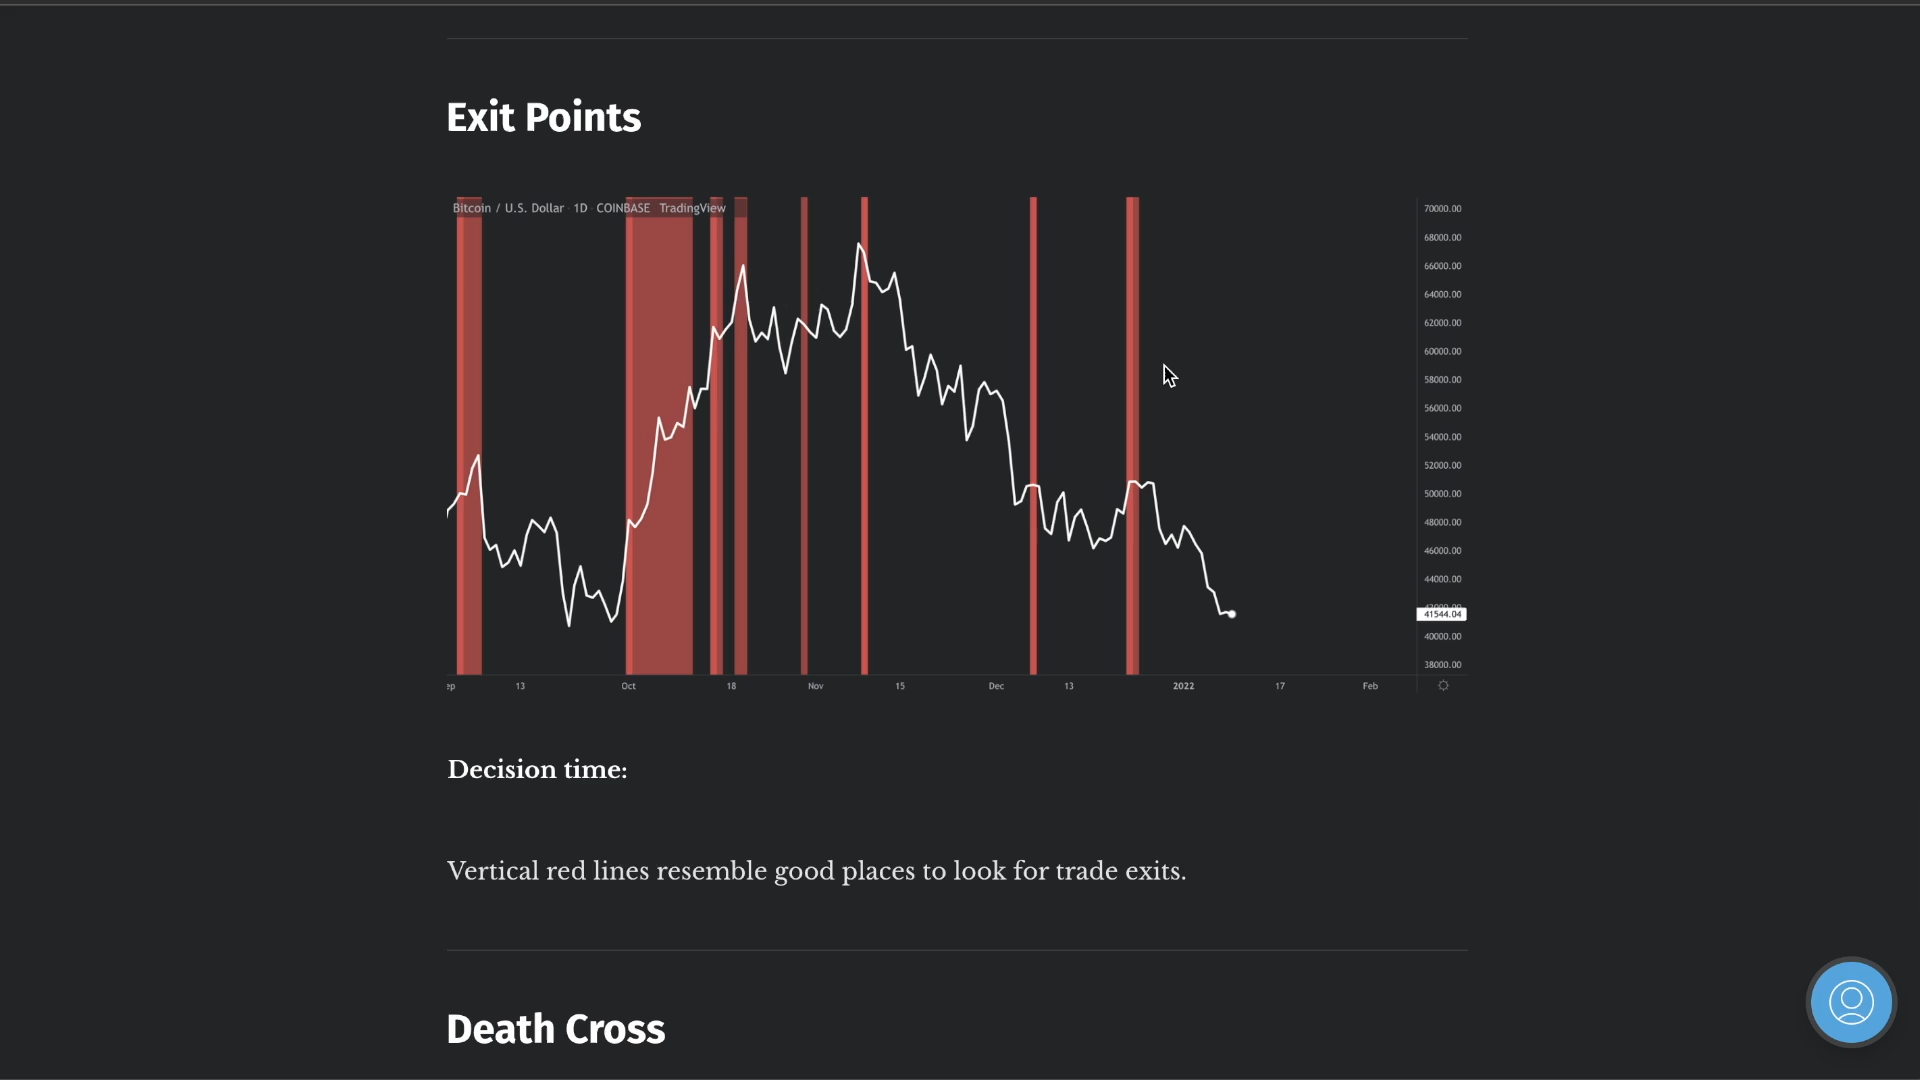 Exit Points
Bitcoin / U.S. Dollar · 1D · COINBASE TradingView
70000.00
68000.00
66000.00
64000.00
62000.00
60000.00
58000.00
56000.00
54000.00
52000.00
50000.00
48000.00
46000.00
44000.00
41544.04
40000.00
38000.00
ep 13 Oct 18 Nov 15 Dec 13 2022 17 Feb
Decision time:
Vertical red lines resemble good places to look for trade exits.
Death Cross